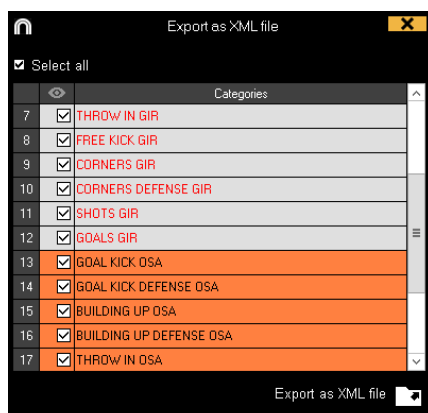 Export as XML file
Select all
Categories
7 THROW IN GIR
8 FREE KICK GIR
9 CORNERS GIR
10 CORNERS DEFENSE GIR
11 SHOTS GIR
12 GOALS GIR
13 GOAL KICK OSA
14 GOAL KICK DEFENSE OSA
15 BUILDING UP OSA
16 BUILDING UP DEFENSE OSA
17 THROW IN OSA
Export as XML file